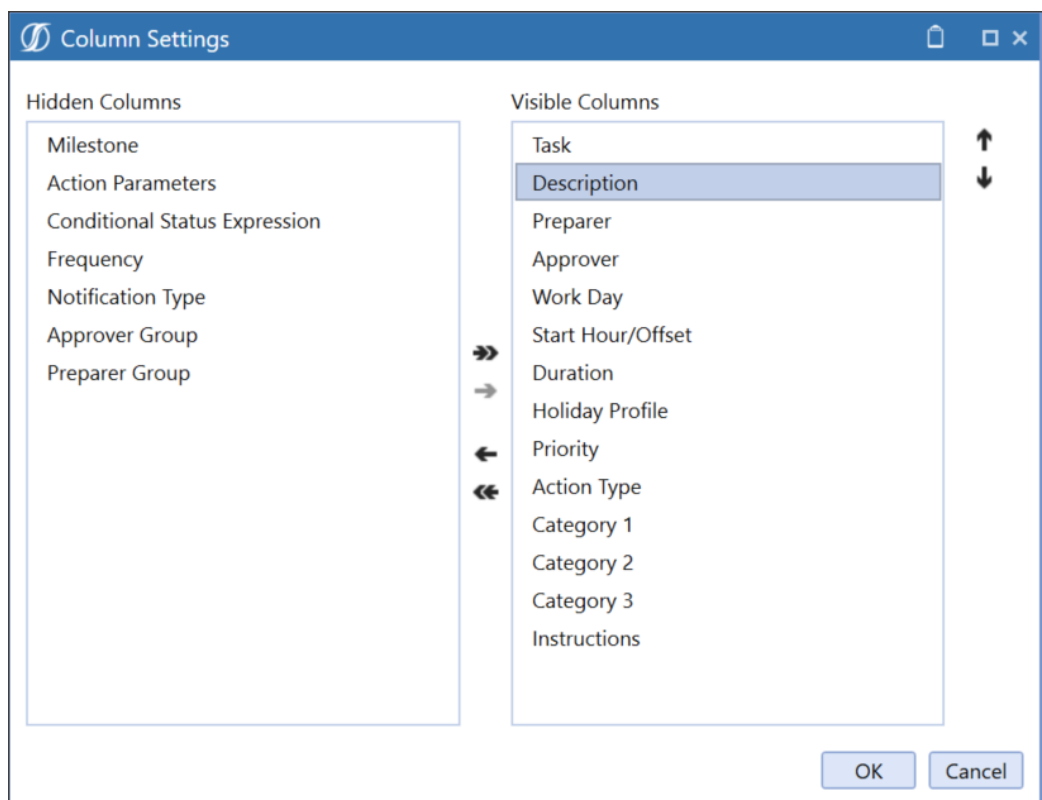 Column Settings
Hidden Columns
Milestone
Action Parameters
Conditional Status Expression
Frequency
Notification Type
Approver Group
Preparer Group
Visible Columns
Task
Description
Preparer
Approver
Work Day
Start Hour/Offset
Duration
Holiday Profile
Priority
Action Type
Category 1
Category 2
Category 3
Instructions
OK
Cancel